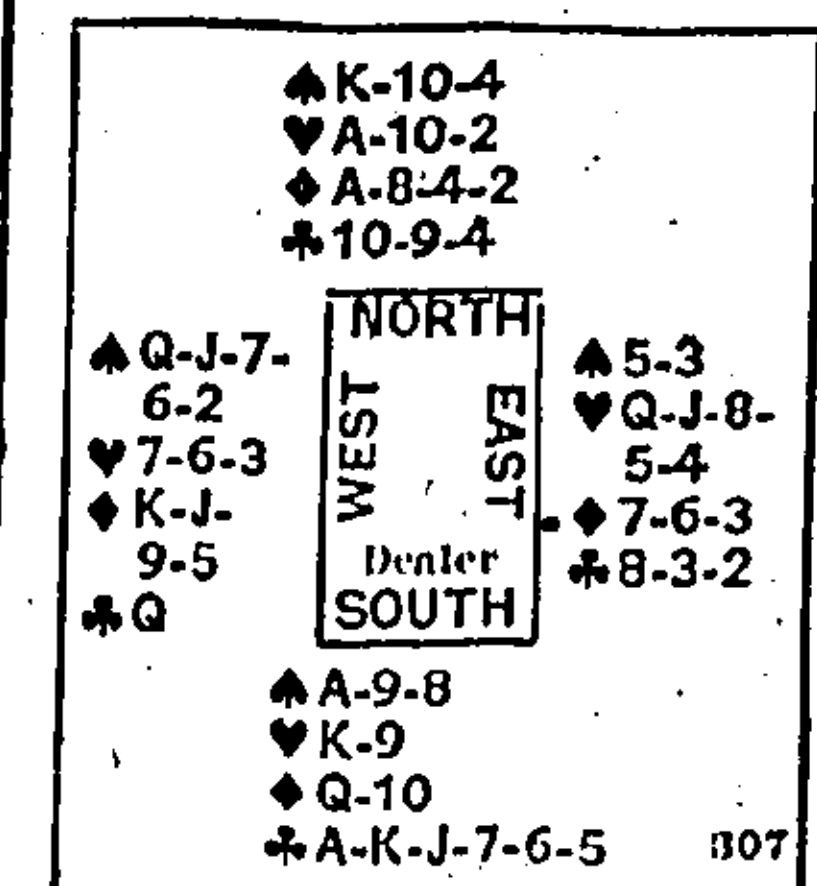 ♠ K-10-4
♥ A-10-2
♦ A-8-4-2
♣ 10-9-4
NORTH
♠ Q-J-7-
6-2
♥ 7-6-3
♦ K-J-
9-5
♣ Q
WEST
EAST
♠ 5-3
♥ Q-J-8-
5-4
♦ 7-6-3
♣ 8-3-2
Dealer
SOUTH
♠ A-9-8
♥ K-9
♦ Q-10
♣ A-K-J-7-6-5